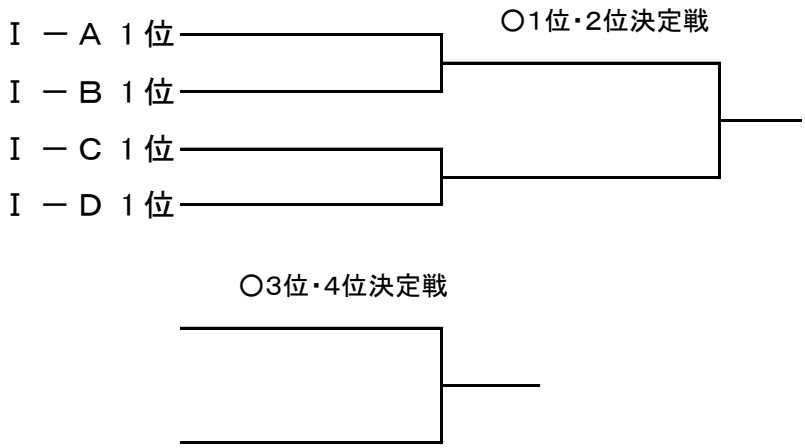 ○1位・2位決定戦
Ⅰ －Ａ １位
Ⅰ －Ｂ １位
Ⅰ －Ｃ １位
Ⅰ －Ｄ １位
○3位・4位決定戦